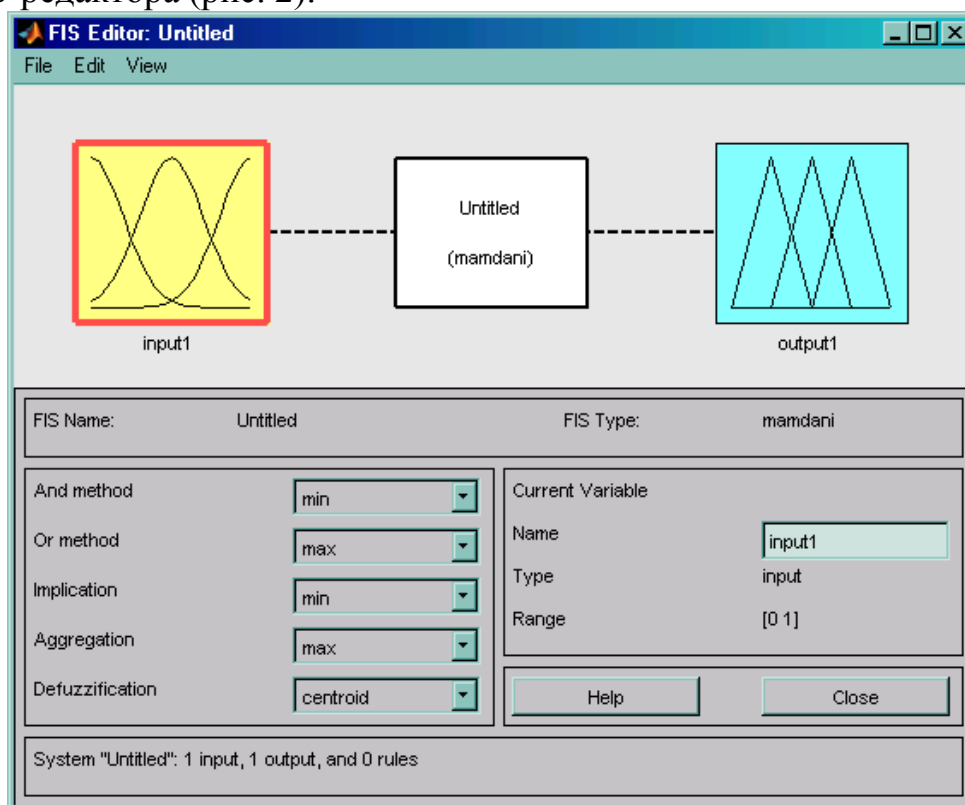 редактора (рис. 2).
FIS Editor: Untitled
File Edit View
Untitled
(mamdani)
input1
output1
FIS Name: Untitled FIS Type: mamdani
And method min
Or method max
Implication min
Aggregation max
Defuzzification centroid
Current Variable
Name input1
Type input
Range [0 1]
Help Close
System "Untitled": 1 input, 1 output, and 0 rules